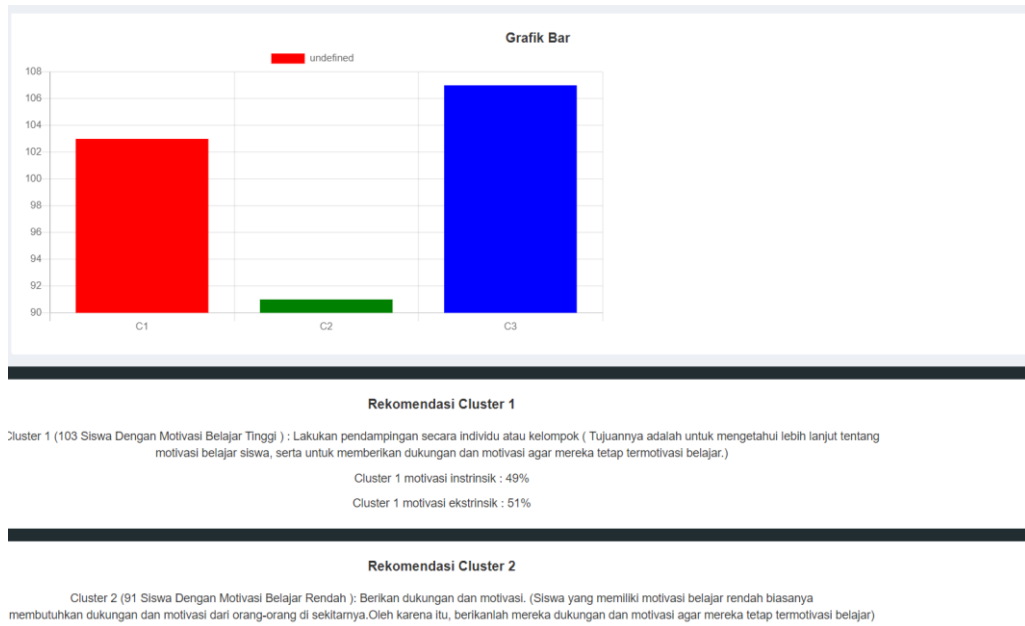 Grafik Bar
undefined
108
106
104
102
100
98
96
94
92
90
C1 C2 C3
Rekomendasi Cluster 1
Cluster 1 (103 Siswa Dengan Motivasi Belajar Tinggi ) : Lakukan pendampingan secara individu atau kelompok ( Tujuannya adalah untuk mengetahui lebih lanjut tentang
motivasi belajar siswa, serta untuk memberikan dukungan dan motivasi agar mereka tetap termotivasi belajar.)
Cluster 1 motivasi instrinsik : 49%
Cluster 1 motivasi ekstrinsik : 51%
Rekomendasi Cluster 2
Cluster 2 (91 Siswa Dengan Motivasi Belajar Rendah ): Berikan dukungan dan motivasi. (Siswa yang memiliki motivasi belajar rendah biasanya
membutuhkan dukungan dan motivasi dari orang-orang di sekitarnya.Oleh karena itu, berikanlah mereka dukungan dan motivasi agar mereka tetap termotivasi belajar)